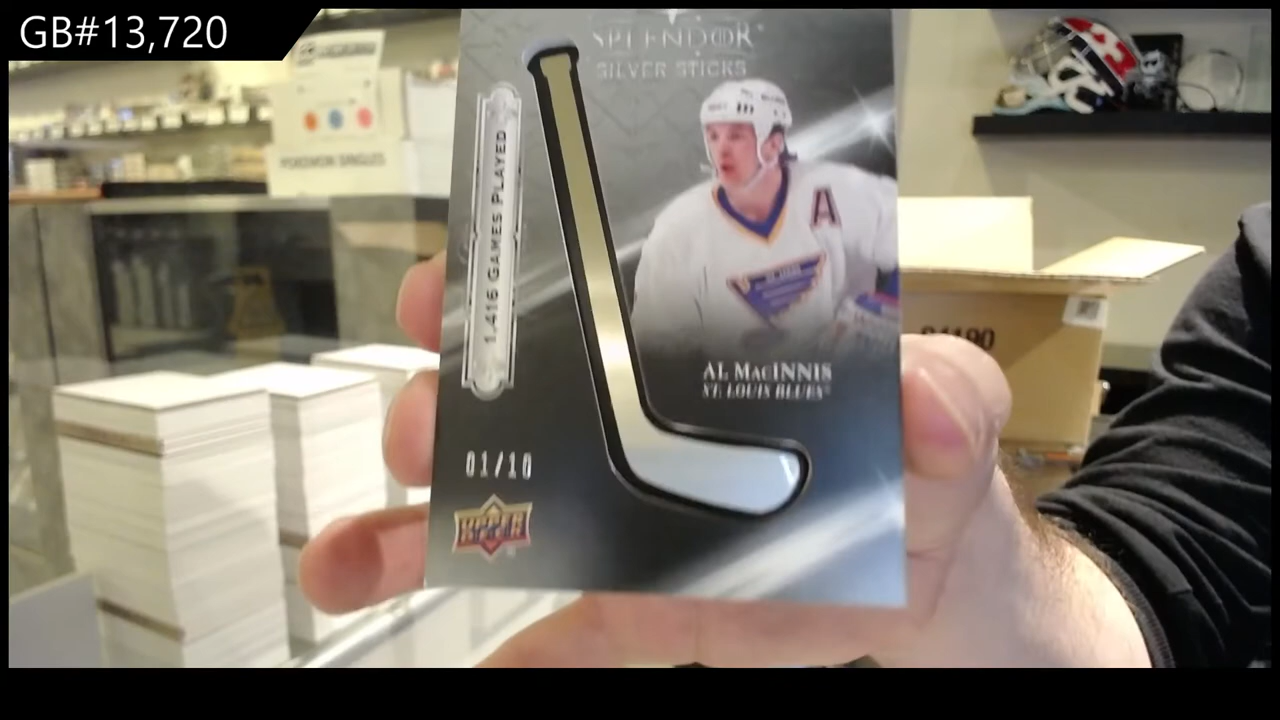 GB#13,720
SPLENDOR
SILVER STICKS
1,416 GAMES PLAYED
A
AL MACINNIS
ST. LOUIS BLUES
01/10
UPPER
POKEMON SINGLES